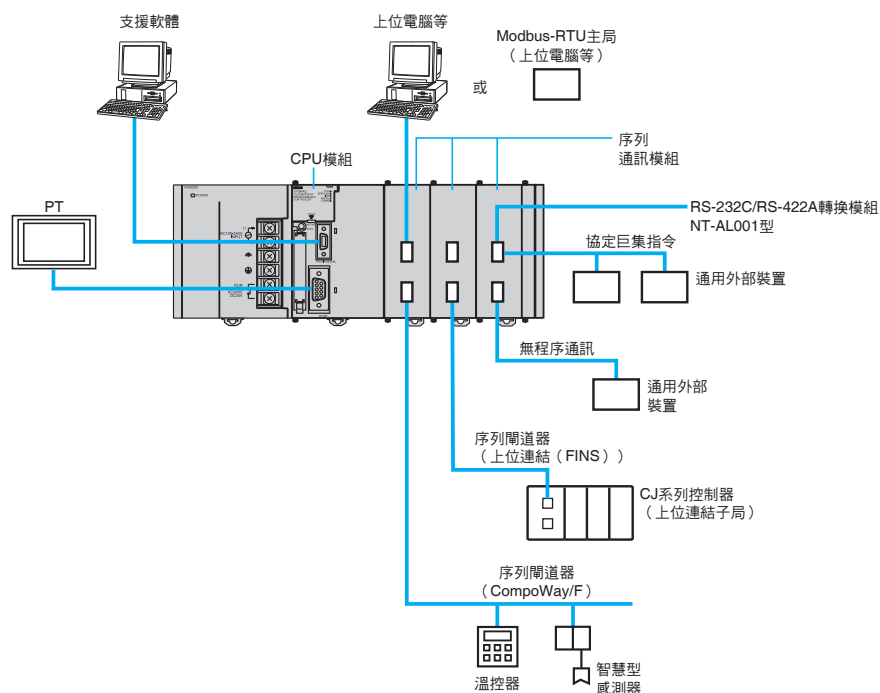 支援軟體
上位電腦等
Modbus-RTU主局
（上位電腦等）
或
序列
通訊模組
CPU模組
POWER
PT
RS-232C/RS-422A轉換模組
NT-AL001型
協定巨集指令
通用外部裝置
無程序通訊
通用外部
裝置
序列閘道器
（上位連結（FINS））
CJ系列控制器
（上位連結子局）
序列閘道器
（CompoWay/F）
溫控器
智慧型
感測器